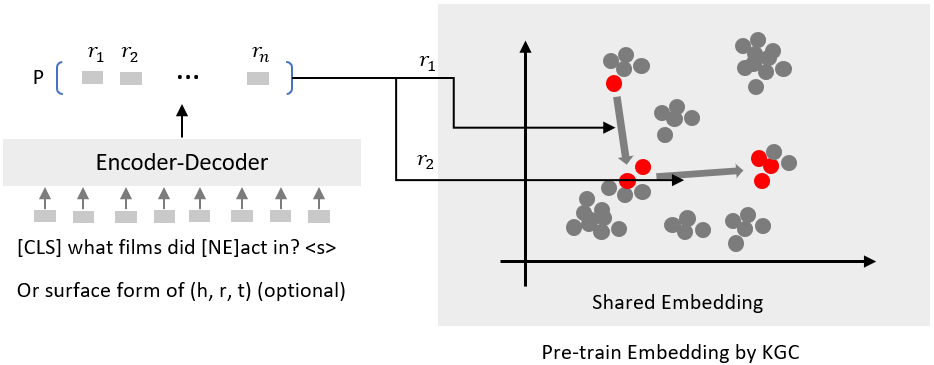 r1 r2 rn
P ( ... )
Encoder-Decoder
[CLS] what films did [NE]act in? <s>
Or surface form of (h, r, t) (optional)
r1
r2
Shared Embedding
Pre-train Embedding by KGC